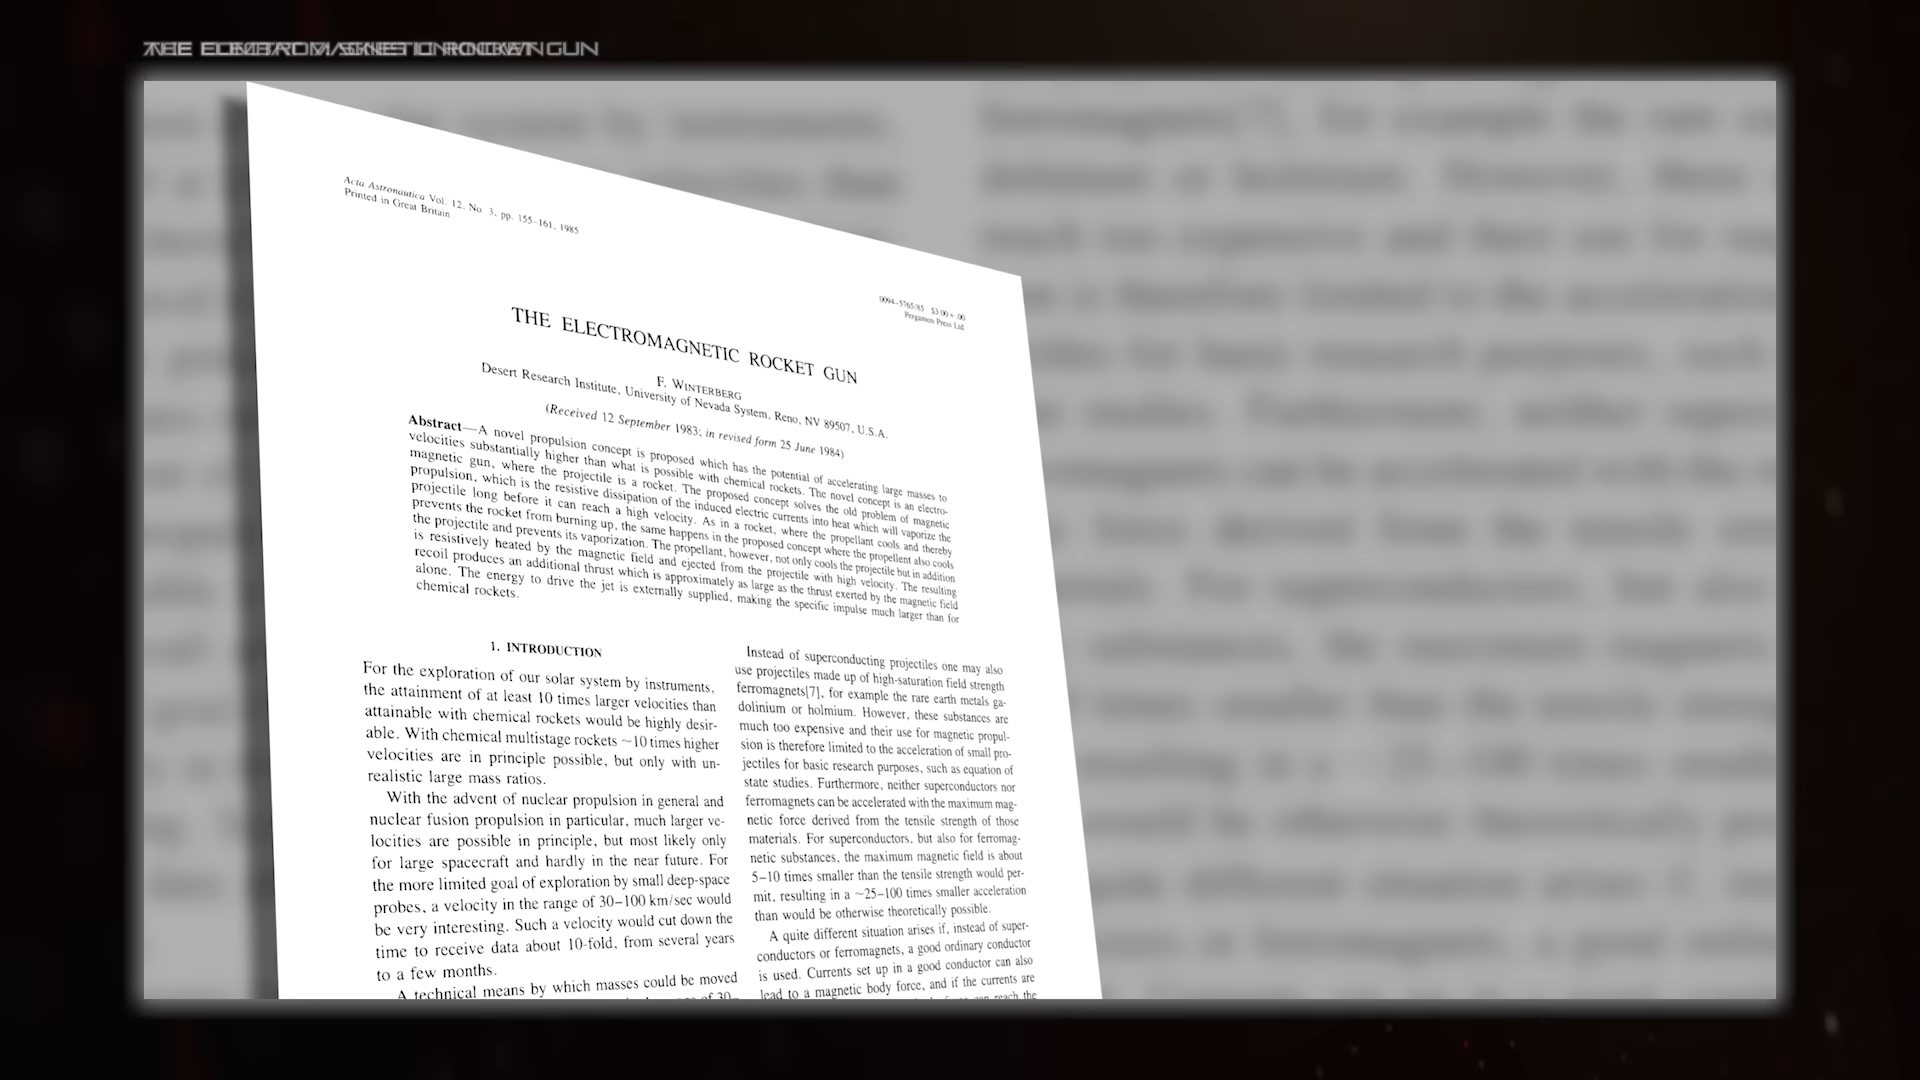 Acta Astronautica Vol. 12. No 3, pp. 155–161, 1985
Printed in Great Britain
0094–5765/85 $3.00 + .00
Pergamon Press Ltd
THE ELECTROMAGNETIC ROCKET GUN
F. WINTERBERG
Desert Research Institute, University of Nevada System, Reno, NV 89507, U.S.A.
(Received 12 September 1983; in revised form 25 June 1984)
Abstract—A novel propulsion concept is proposed which has the potential of accelerating large masses to
velocities substantially higher than what is possible with chemical rockets. The novel concept is an electro-
magnetic gun, where the projectile is a rocket. The proposed concept solves the old problem of magnetic
propulsion, which is the resistive dissipation of the induced electric currents into heat which will vaporize the
projectile long before it can reach a high velocity. As in a rocket, where the propellant cools and thereby
prevents the rocket from burning up, the same happens in the proposed concept where the propellent also cools
the projectile and prevents its vaporization. The propellant, however, not only cools the projectile but in addition
is resistively heated by the magnetic field and ejected from the projectile with high velocity. The resulting
recoil produces an additional thrust which is approximately as large as the thrust exerted by the magnetic field
alone. The energy to drive the jet is externally supplied, making the specific impulse much larger than for
chemical rockets.
1. INTRODUCTION
For the exploration of our solar system by instruments,
the attainment of at least 10 times larger velocities than
attainable with chemical rockets would be highly desir-
able. With chemical multistage rockets ~10 times higher
velocities are in principle possible, but only with un-
realistic large mass ratios.
With the advent of nuclear propulsion in general and
nuclear fusion propulsion in particular, much larger ve-
locities are possible in principle, but most likely only
for large spacecraft and hardly in the near future. For
the more limited goal of exploration by small deep-space
probes, a velocity in the range of 30–100 km/sec would
be very interesting. Such a velocity would cut down the
time to receive data about 10-fold, from several years
to a few months.
A technical means by which masses could be moved
of 30–
Instead of superconducting projectiles one may also
use projectiles made up of high-saturation field strength
ferromagnets[7], for example the rare earth metals ga-
dolinium or holmium. However, these substances are
much too expensive and their use for magnetic propul-
sion is therefore limited to the acceleration of small pro-
jectiles for basic research purposes, such as equation of
state studies. Furthermore, neither superconductors nor
ferromagnets can be accelerated with the maximum mag-
netic force derived from the tensile strength of those
materials. For superconductors, but also for ferromag-
netic substances, the maximum magnetic field is about
5–10 times smaller than the tensile strength would per-
mit, resulting in a ~25–100 times smaller acceleration
than would be otherwise theoretically possible.
A quite different situation arises if, instead of super-
conductors or ferromagnets, a good ordinary conductor
is used. Currents set up in a good conductor can also
lead to a magnetic body force, and if the currents are
reach the